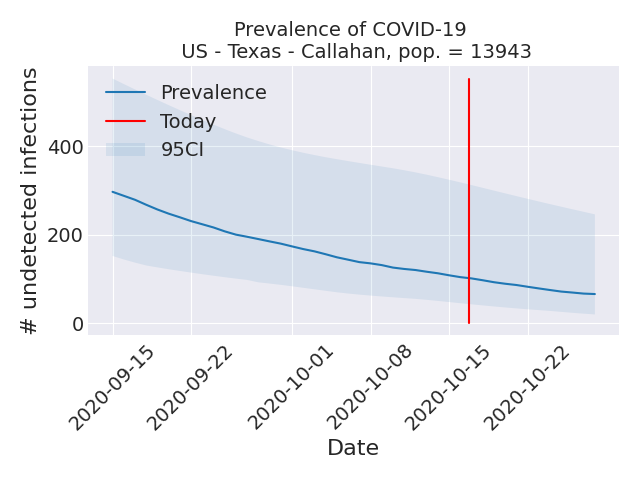 Prevalence of COVID-19
US - Texas - Callahan, pop. = 13943
# undetected infections
400
200
0
Prevalence
Today
95CI
2020-09-15
2020-09-22
2020-10-01
2020-10-08
2020-10-15
2020-10-22
Date